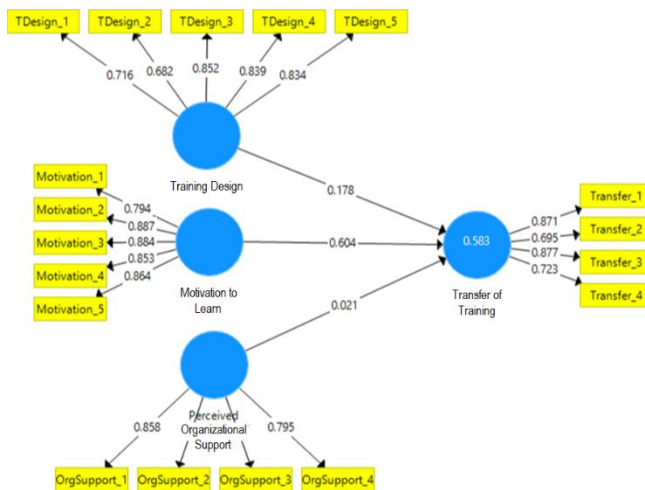 TDesign_1
TDesign_2
TDesign_3
TDesign_4
TDesign_5
0.716
0.682
0.852
0.839
0.834
Training Design
0.178
Motivation_1
Motivation_2
Motivation_3
Motivation_4
Motivation_5
0.794
0.887
0.884
0.853
0.864
Motivation to
Learn
0.604
0.583
Transfer of
Training
0.871
0.695
0.877
0.723
Transfer_1
Transfer_2
Transfer_3
Transfer_4
0.021
Perceived
Organizational
Support
0.858
0.795
OrgSupport_1
OrgSupport_2
OrgSupport_3
OrgSupport_4